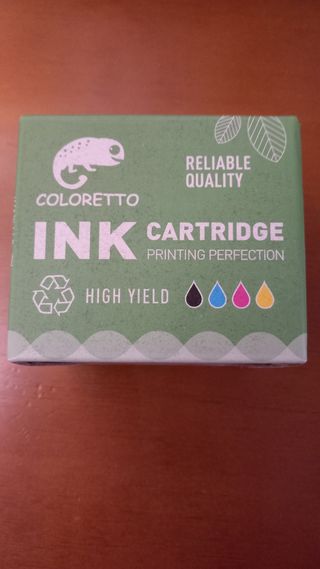 RELIABLE
QUALITY
COLORETTO
INK CARTRIDGE
PRINTING PERFECTION
HIGH YIELD